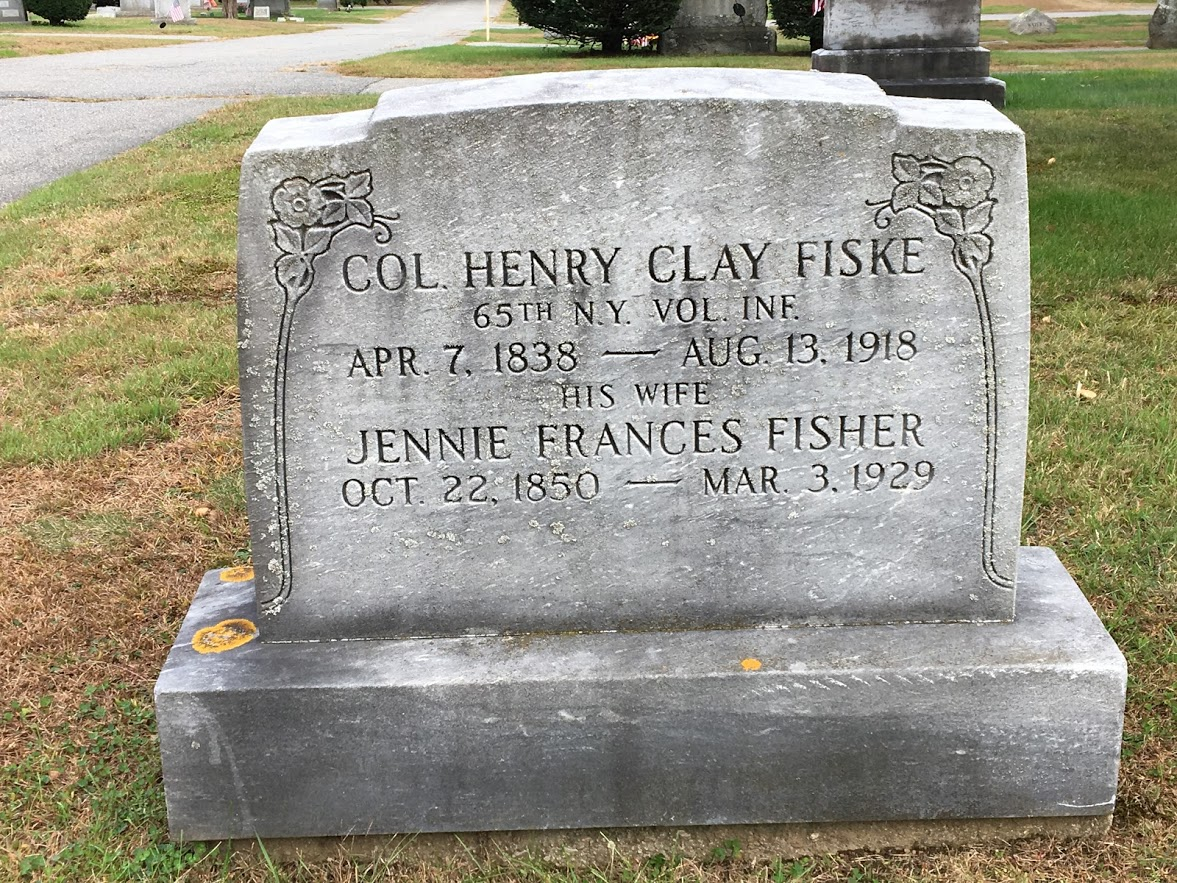 COL. HENRY CLAY FISKE
65TH N.Y. VOL. INF.
APR. 7, 1838 — AUG. 13, 1918
HIS WIFE
JENNIE FRANCES FISHER
OCT. 22, 1850 — MAR. 3, 1929